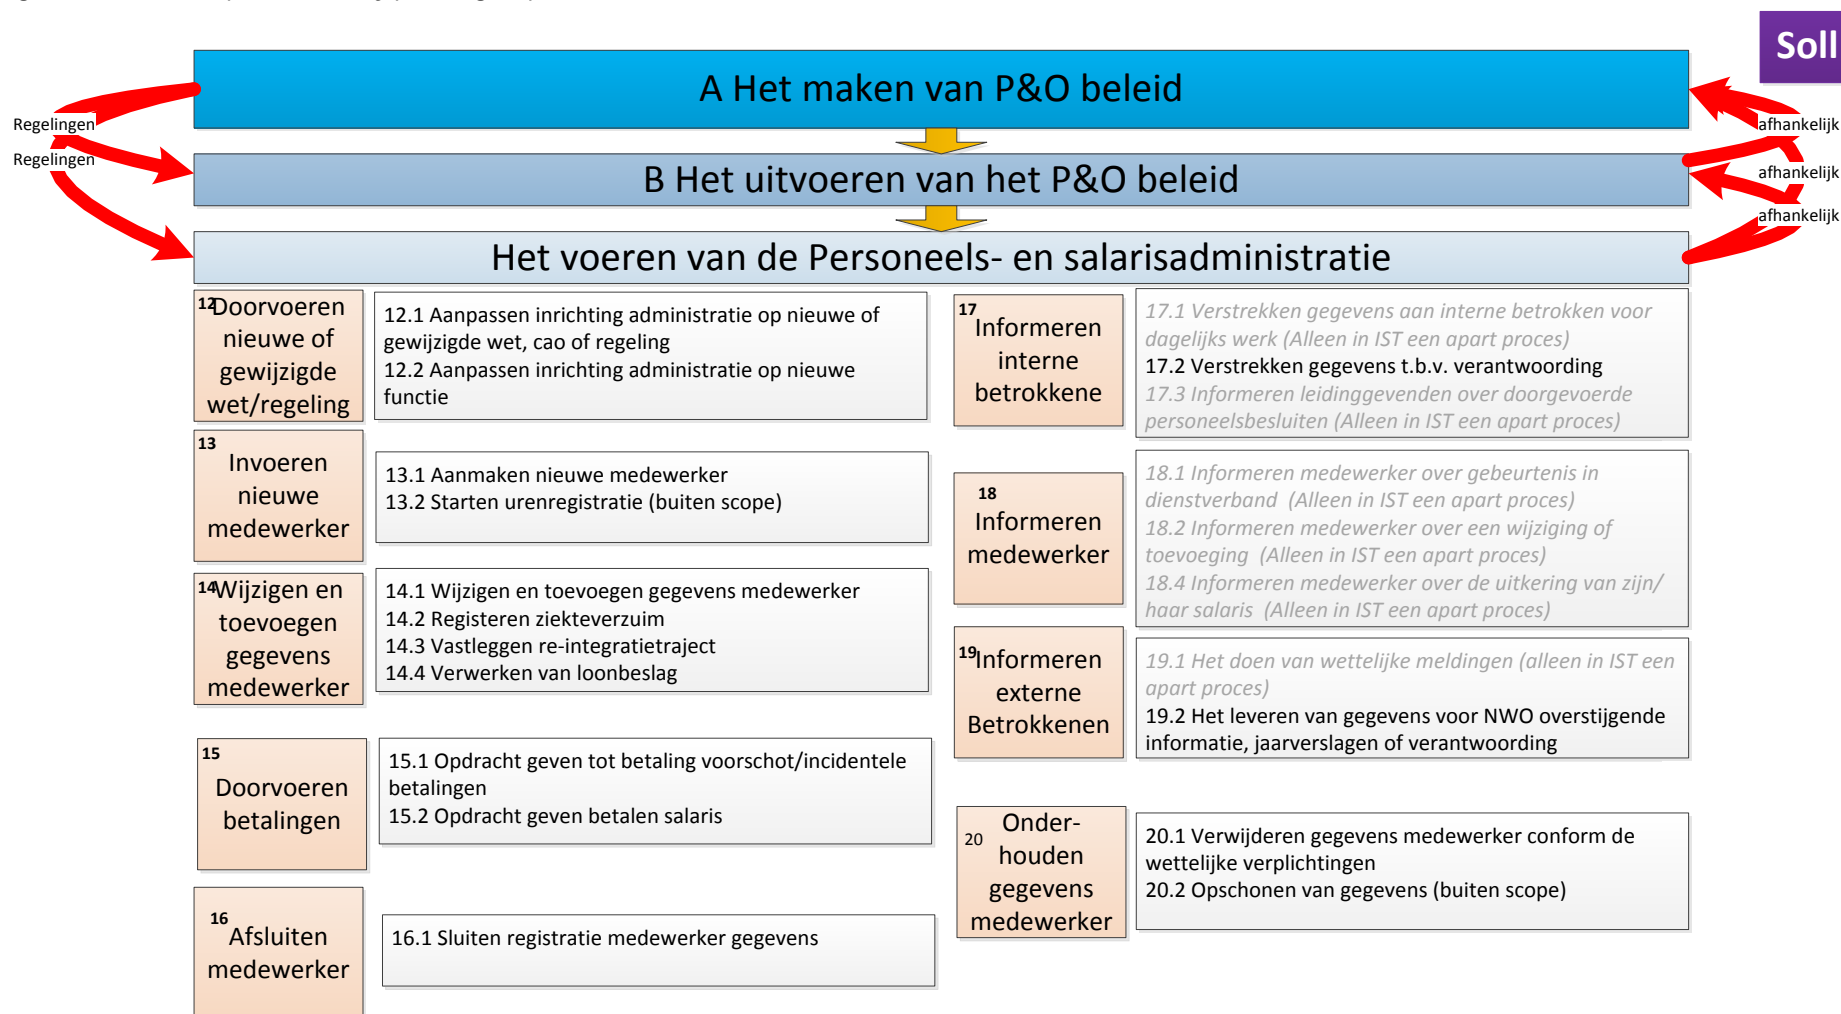 Soll
A Het maken van P&O beleid
Regelingen
afhankelijk
Regelingen
B Het uitvoeren van het P&O beleid
afhankelijk
afhankelijk
Het voeren van de Personeels- en salarisadministratie
12
Doorvoeren
nieuwe of
gewijzigde
wet/regeling
12.1 Aanpassen inrichting administratie op nieuwe of
gewijzigde wet, cao of regeling
12.2 Aanpassen inrichting administratie op nieuwe
functie
13
Invoeren
nieuwe
medewerker
13.1 Aanmaken nieuwe medewerker
13.2 Starten urenregistratie (buiten scope)
14
Wijzigen en
toevoegen
gegevens
medewerker
14.1 Wijzigen en toevoegen gegevens medewerker
14.2 Registeren ziekteverzuim
14.3 Vastleggen re-integratietraject
14.4 Verwerken van loonbeslag
15
Doorvoeren
betalingen
15.1 Opdracht geven tot betaling voorschot/incidentele
betalingen
15.2 Opdracht geven betalen salaris
16
Afsluiten
medewerker
16.1 Sluiten registratie medewerker gegevens
17
Informeren
interne
betrokkene
17.1 Verstrekken gegevens aan interne betrokken voor
dagelijks werk (Alleen in IST een apart proces)
17.2 Verstrekken gegevens t.b.v. verantwoording
17.3 Informeren leidinggevenden over doorgevoerde
personeelsbesluiten (Alleen in IST een apart proces)
18
Informeren
medewerker
18.1 Informeren medewerker over gebeurtenis in
dienstverband (Alleen in IST een apart proces)
18.2 Informeren medewerker over een wijziging of
toevoeging (Alleen in IST een apart proces)
18.4 Informeren medewerker over de uitkering van zijn/
haar salaris (Alleen in IST een apart proces)
19
Informeren
externe
Betrokkenen
19.1 Het doen van wettelijke meldingen (alleen in IST een
apart proces)
19.2 Het leveren van gegevens voor NWO overstijgende
informatie, jaarverslagen of verantwoording
20
Onder-
houden
gegevens
medewerker
20.1 Verwijderen gegevens medewerker conform de
wettelijke verplichtingen
20.2 Opschonen van gegevens (buiten scope)